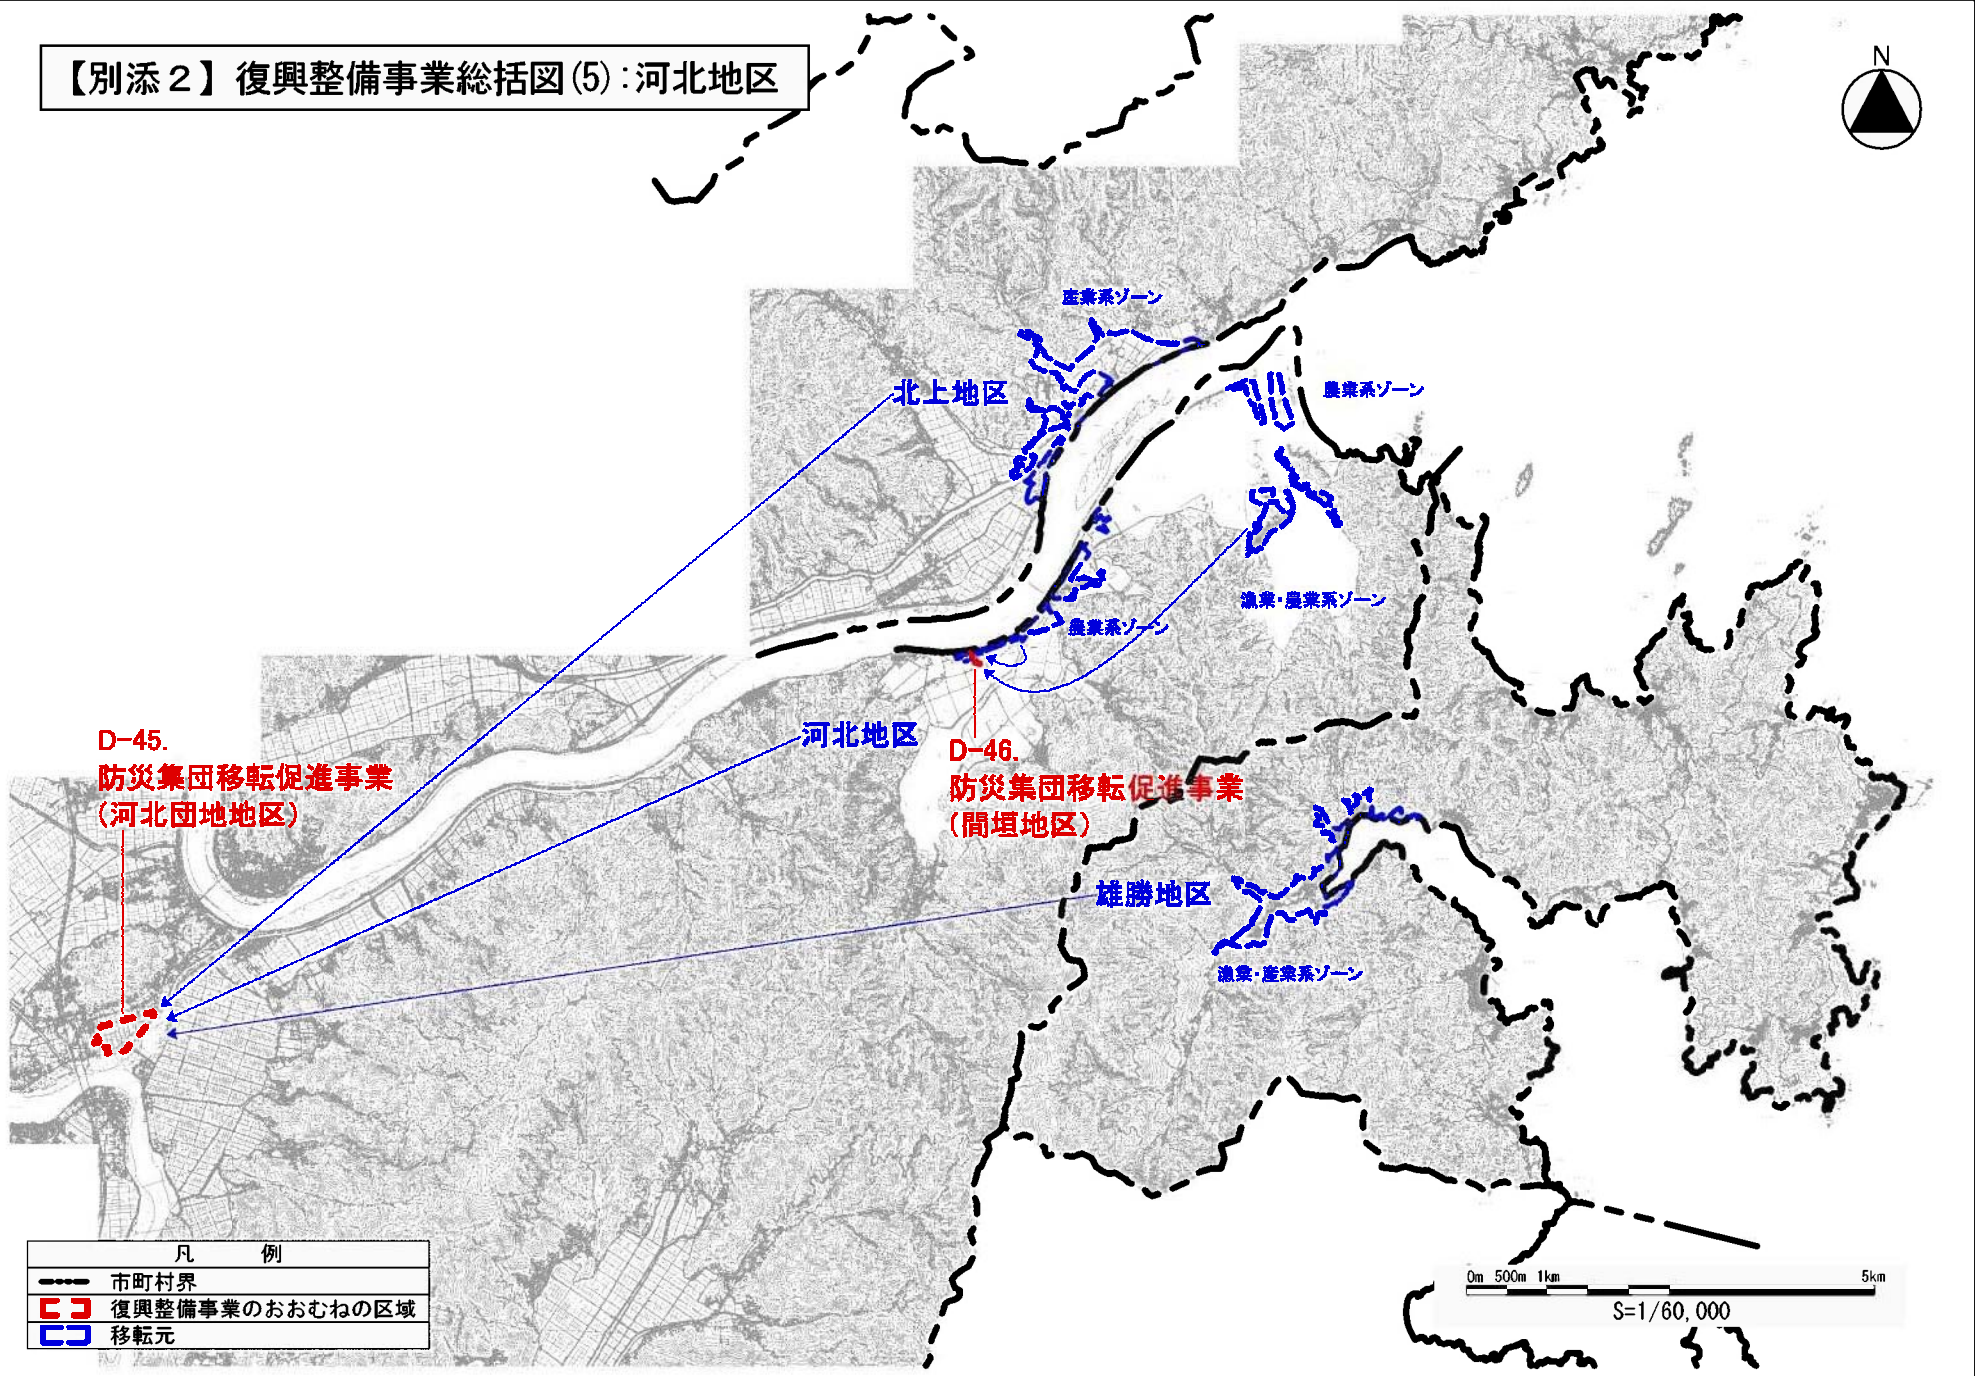 【別添２】復興整備事業総括図(5):河北地区
N
産業系ゾーン
北上地区
農業系ゾーン
漁業・農業系ゾーン
農業系ゾーン
河北地区
D-45.
防災集団移転促進事業
(河北団地地区)
D-46.
防災集団移転促進事業
(間垣地区)
雄勝地区
漁業・産業系ゾーン
凡　例
市町村界
復興整備事業のおおむねの区域
移転元
0m 500m 1km 5km
S=1/60,000